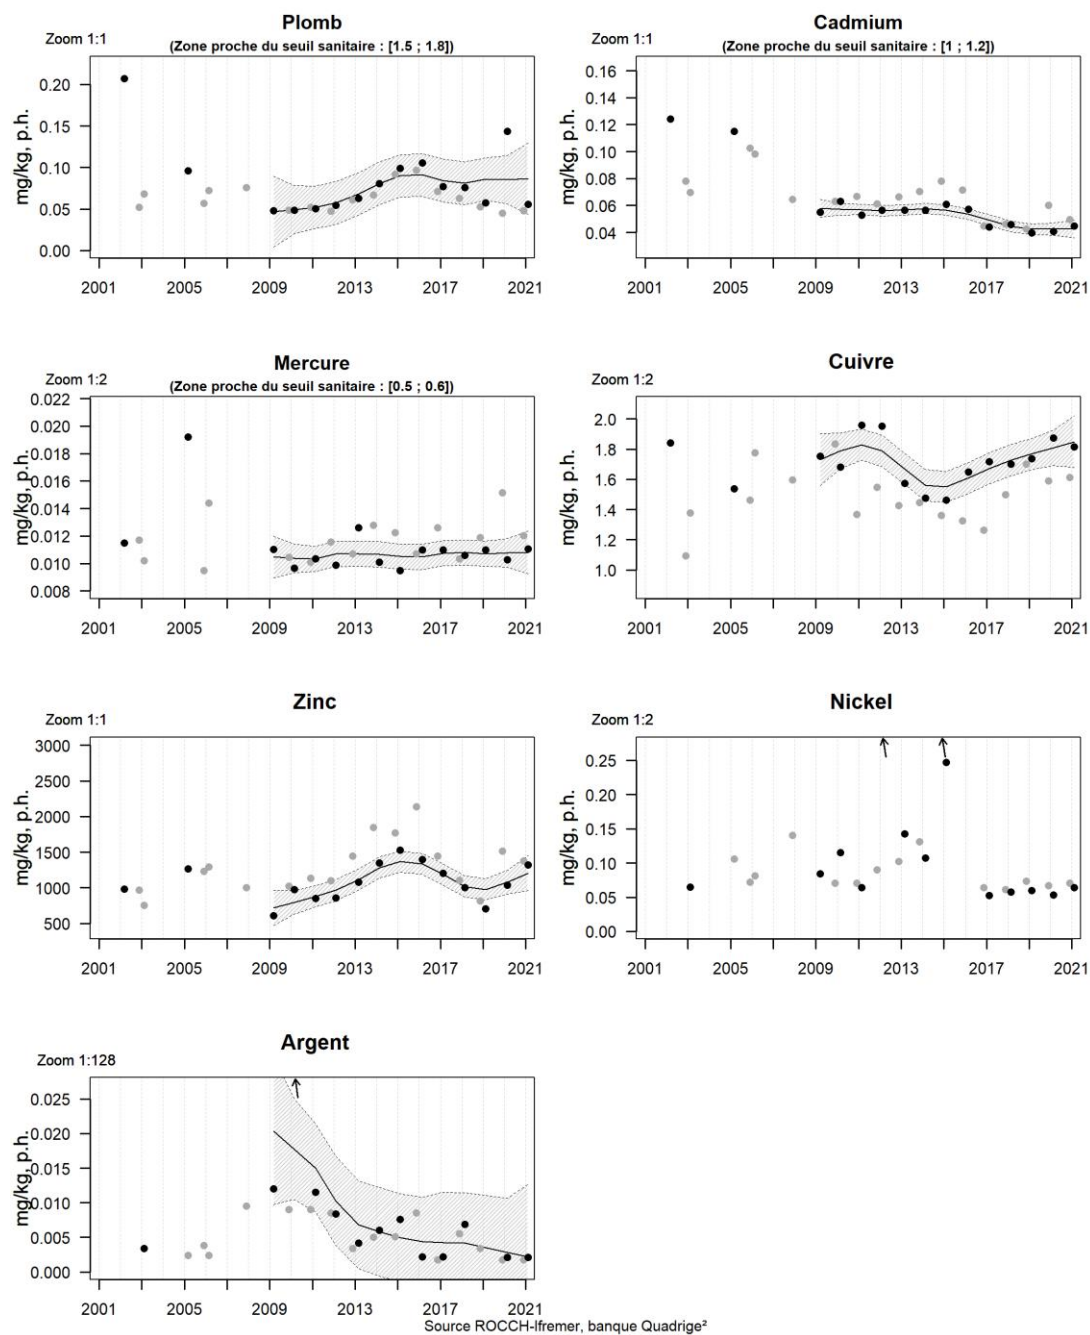 Plomb
Zoom 1:1
(Zone proche du seuil sanitaire : [1.5 ; 1.8])
mg/kg, p.h.
0.20
0.15
0.10
0.05
0.00
2001 2005 2009 2013 2017 2021
Cadmium
Zoom 1:1
(Zone proche du seuil sanitaire : [1 ; 1.2])
mg/kg, p.h.
0.16
0.14
0.12
0.10
0.08
0.06
0.04
2001 2005 2009 2013 2017 2021
Mercure
Zoom 1:2
(Zone proche du seuil sanitaire : [0.5 ; 0.6])
mg/kg, p.h.
0.022
0.020
0.018
0.016
0.014
0.012
0.010
0.008
2001 2005 2009 2013 2017 2021
Cuivre
Zoom 1:2
mg/kg, p.h.
2.0
1.8
1.6
1.4
1.2
1.0
2001 2005 2009 2013 2017 2021
Zinc
Zoom 1:1
mg/kg, p.h.
3000
2500
2000
1500
1000
500
2001 2005 2009 2013 2017 2021
Nickel
Zoom 1:2
mg/kg, p.h.
0.25
0.20
0.15
0.10
0.05
0.00
2001 2005 2009 2013 2017 2021
Argent
Zoom 1:128
mg/kg, p.h.
0.025
0.020
0.015
0.010
0.005
0.000
2001 2005 2009 2013 2017 2021
Source ROCCH-Ifremer, banque Quadrige²